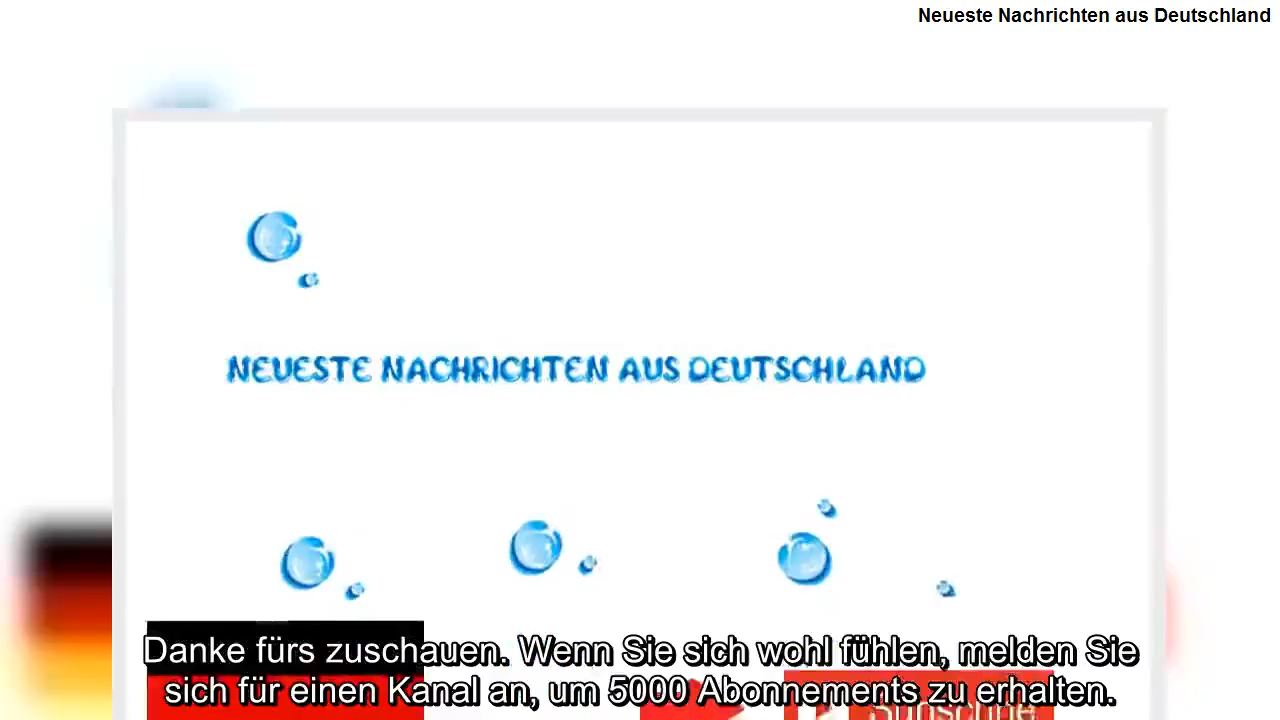 Neueste Nachrichten aus Deutschland
NEUESTE NACHRICHTEN AUS DEUTSCHLAND
Danke fürs zuschauen. Wenn Sie sich wohl fühlen, melden Sie
sich für einen Kanal an, um 5000 Abonnements zu erhalten.